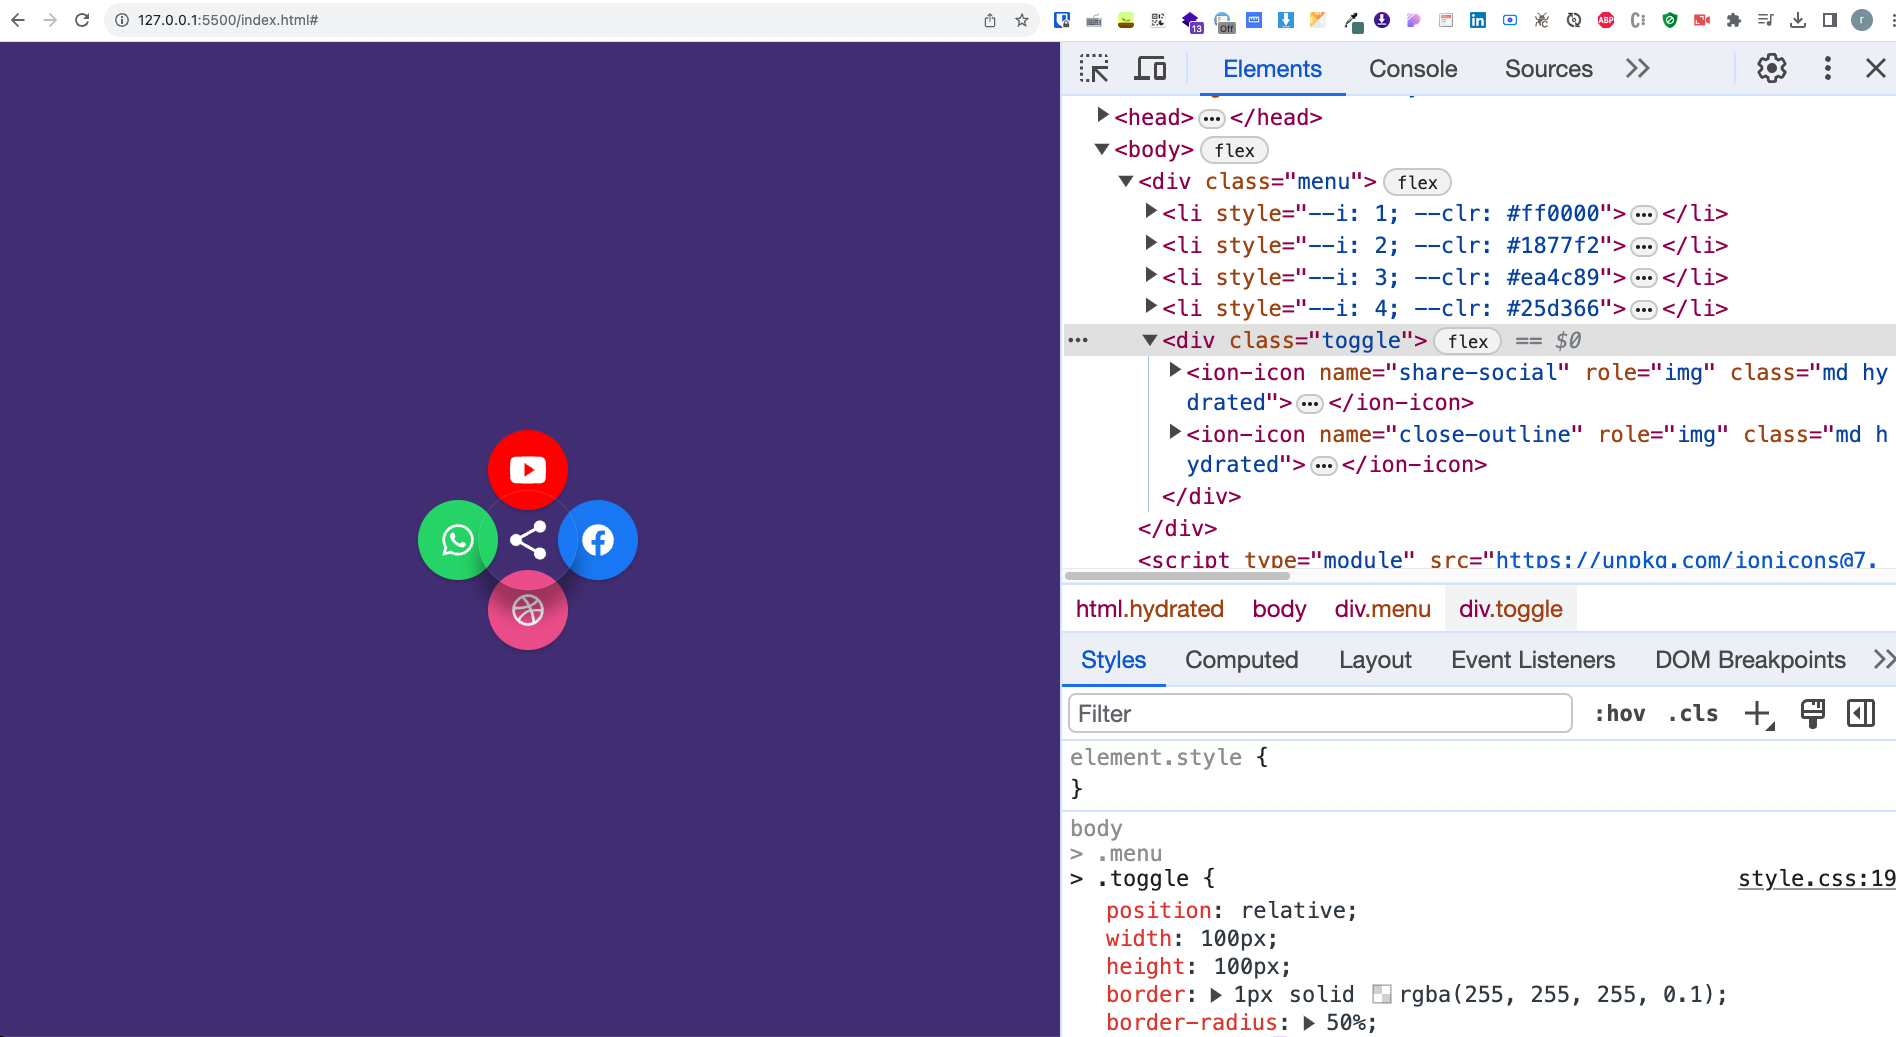 127.0.0.1:5500/index.html#
13
Off
ABP
r
Elements Console Sources
<head> ••• </head>
<body> flex
<div class="menu"> flex
<li style="--i: 1; --clr: #ff0000"> ••• </li>
<li style="--i: 2; --clr: #1877f2"> ••• </li>
<li style="--i: 3; --clr: #ea4c89"> ••• </li>
<li style="--i: 4; --clr: #25d366"> ••• </li>
<div class="toggle"> flex == $0
<ion-icon name="share-social" role="img" class="md hy
drated"> ••• </ion-icon>
<ion-icon name="close-outline" role="img" class="md h
ydrated"> ••• </ion-icon>
</div>
</div>
<script type="module" src="https://unpkg.com/ionicons@7.
html.hydrated body div.menu div.toggle
Styles Computed Layout Event Listeners DOM Breakpoints
Filter :hov .cls
element.style {
}
body
> .menu
> .toggle { style.css:19
position: relative;
width: 100px;
height: 100px;
border: 1px solid rgba(255, 255, 255, 0.1);
border-radius: 50%;